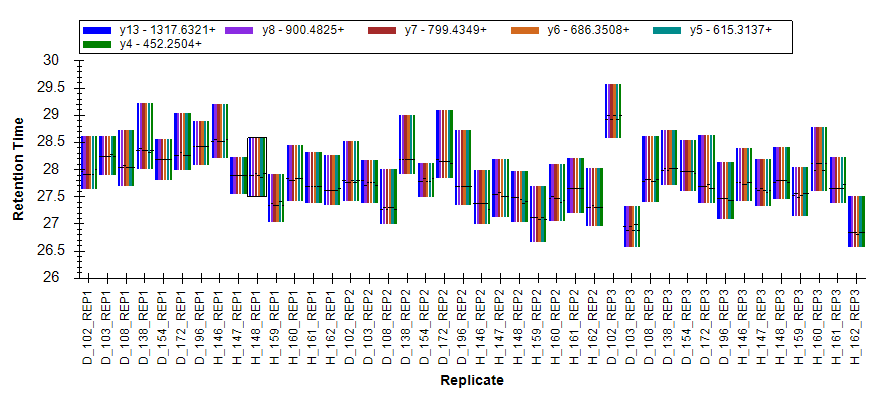 y13 - 1317.6321+ y8 - 900.4825+ y7 - 799.4349+ y6 - 686.3508+ y5 - 615.3137+
y4 - 452.2504+
30
29.5
29
28.5
28
27.5
27
26.5
26
Retention Time
D_102_REP1
D_103_REP1
D_108_REP1
D_138_REP1
D_154_REP1
D_172_REP1
D_196_REP1
H_146_REP1
H_147_REP1
H_148_REP1
H_159_REP1
H_160_REP1
H_161_REP1
H_162_REP1
D_102_REP2
D_103_REP2
D_108_REP2
D_138_REP2
D_154_REP2
D_172_REP2
D_196_REP2
H_146_REP2
H_147_REP2
H_148_REP2
H_159_REP2
H_160_REP2
H_161_REP2
H_162_REP2
D_102_REP3
D_103_REP3
D_108_REP3
D_138_REP3
D_154_REP3
D_172_REP3
D_196_REP3
H_146_REP3
H_147_REP3
H_148_REP3
H_159_REP3
H_160_REP3
H_161_REP3
H_162_REP3
Replicate